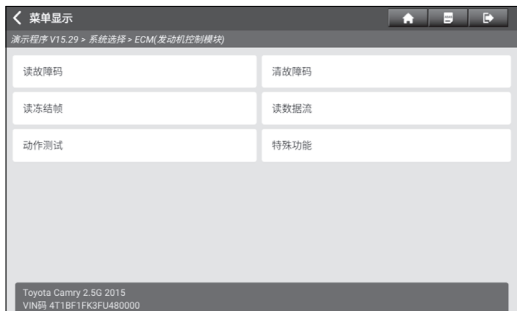 菜单显示
演示程序 V15.29 > 系统选择 > ECM(发动机控制模块)
读故障码 清故障码
读冻结帧 读数据流
动作测试 特殊功能
Toyota Camry 2.5G 2015
VIN码 4T1BF1FK3FU480000